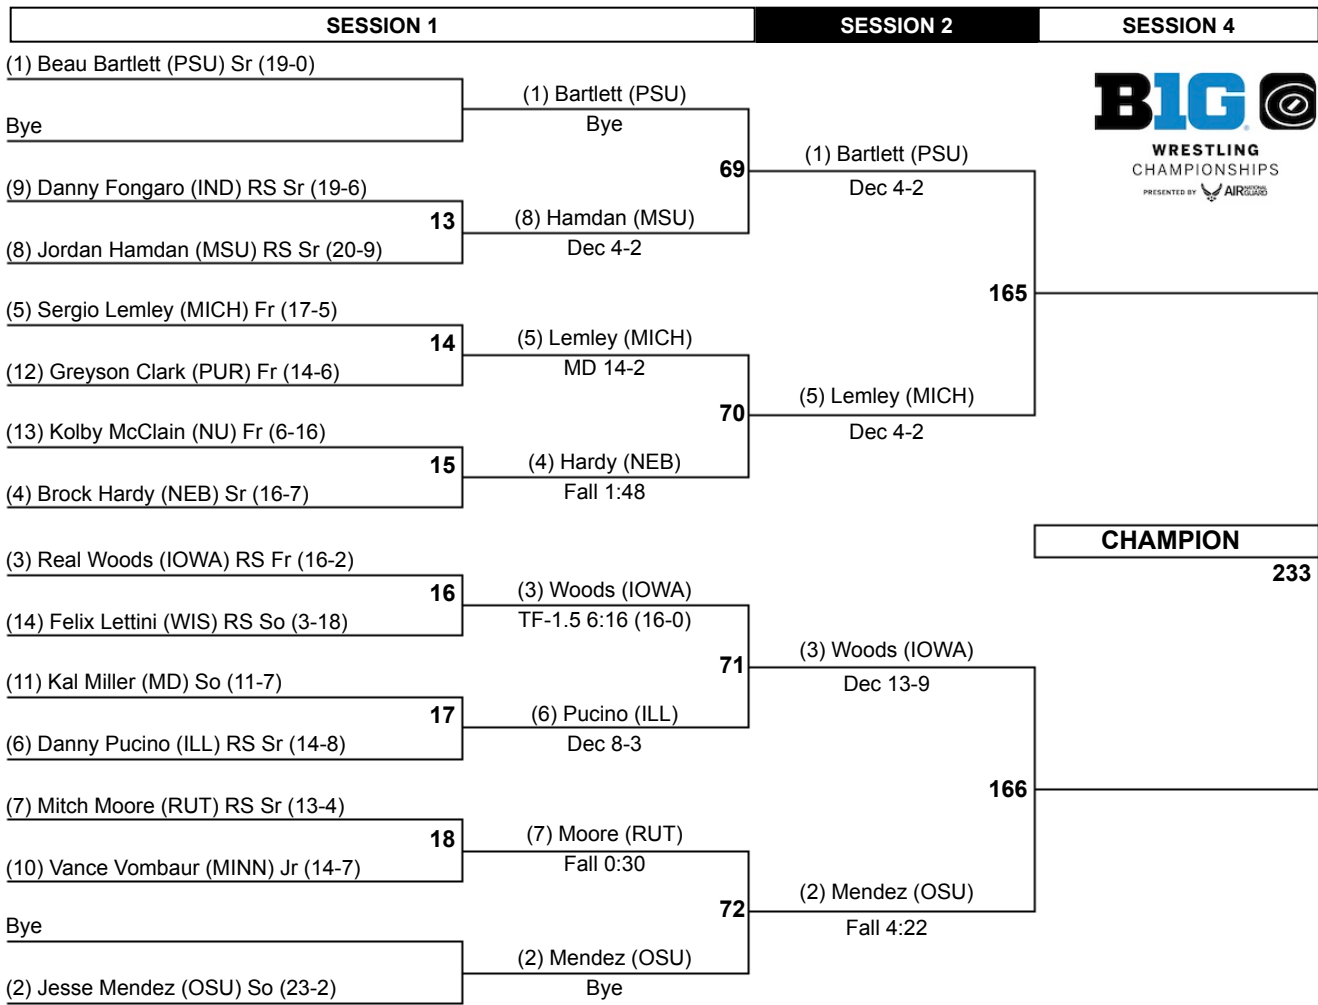 SESSION 1
SESSION 2
SESSION 4
(1) Beau Bartlett (PSU) Sr (19-0)
Bye
(9) Danny Fongaro (IND) RS Sr (19-6)
13
(8) Jordan Hamdan (MSU) RS Sr (20-9)
(5) Sergio Lemley (MICH) Fr (17-5)
14
(12) Greyson Clark (PUR) Fr (14-6)
(13) Kolby McClain (NU) Fr (6-16)
15
(4) Brock Hardy (NEB) Sr (16-7)
(3) Real Woods (IOWA) RS Fr (16-2)
16
(14) Felix Lettini (WIS) RS So (3-18)
(11) Kal Miller (MD) So (11-7)
17
(6) Danny Pucino (ILL) RS Sr (14-8)
(7) Mitch Moore (RUT) RS Sr (13-4)
18
(10) Vance Vombaur (MINN) Jr (14-7)
Bye
(2) Jesse Mendez (OSU) So (23-2)
(1) Bartlett (PSU)
Bye
69
(8) Hamdan (MSU)
Dec 4-2
(5) Lemley (MICH)
MD 14-2
70
(4) Hardy (NEB)
Fall 1:48
(3) Woods (IOWA)
TF-1.5 6:16 (16-0)
71
(6) Pucino (ILL)
Dec 8-3
(7) Moore (RUT)
Fall 0:30
72
(2) Mendez (OSU)
Bye
(1) Bartlett (PSU)
Dec 4-2
165
(5) Lemley (MICH)
Dec 4-2
(3) Woods (IOWA)
Dec 13-9
166
(2) Mendez (OSU)
Fall 4:22
B1G
WRESTLING
CHAMPIONSHIPS
PRESENTED BY AIR NATIONAL GUARD
CHAMPION
233